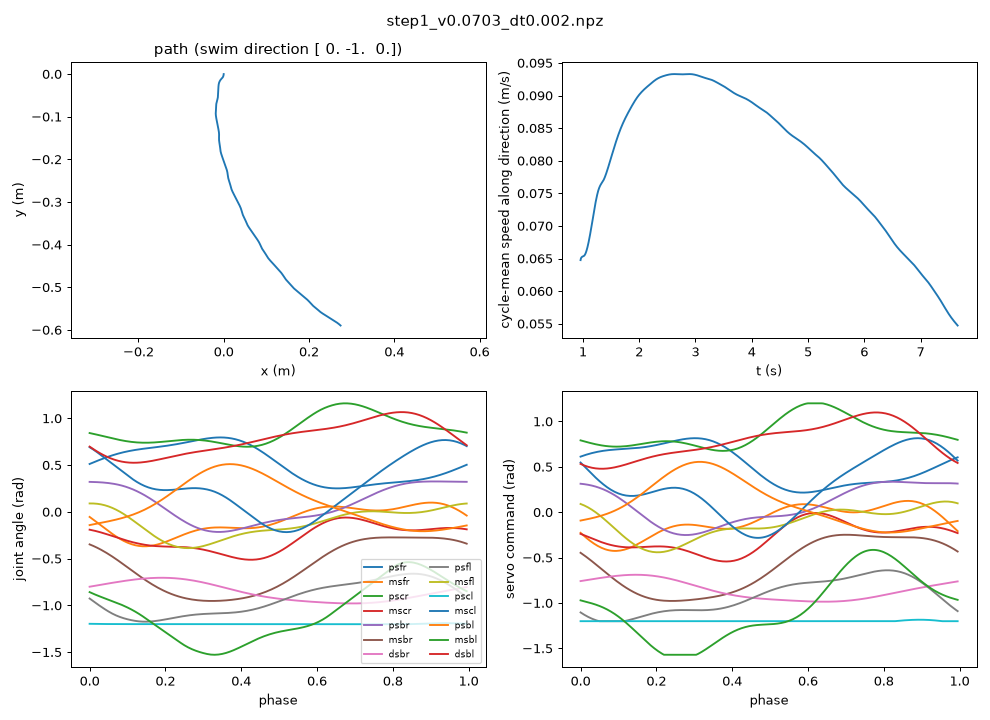 step1_v0.0703_dt0.002.npz
path (swim direction [ 0. -1.  0.])
0.0
−0.1
−0.2
−0.3
−0.4
−0.5
−0.6
y (m)
−0.2
0.0
0.2
0.4
0.6
x (m)
0.095
0.090
0.085
0.080
0.075
0.070
0.065
0.060
0.055
cycle-mean speed along direction (m/s)
1
2
3
4
5
6
7
t (s)
1.0
0.5
0.0
−0.5
−1.0
−1.5
joint angle (rad)
psfr
msfr
pscr
mscr
psbr
msbr
dsbr
psfl
msfl
pscl
mscl
psbl
msbl
dsbl
0.0
0.2
0.4
0.6
0.8
1.0
phase
1.0
0.5
0.0
−0.5
−1.0
−1.5
servo command (rad)
0.0
0.2
0.4
0.6
0.8
1.0
phase